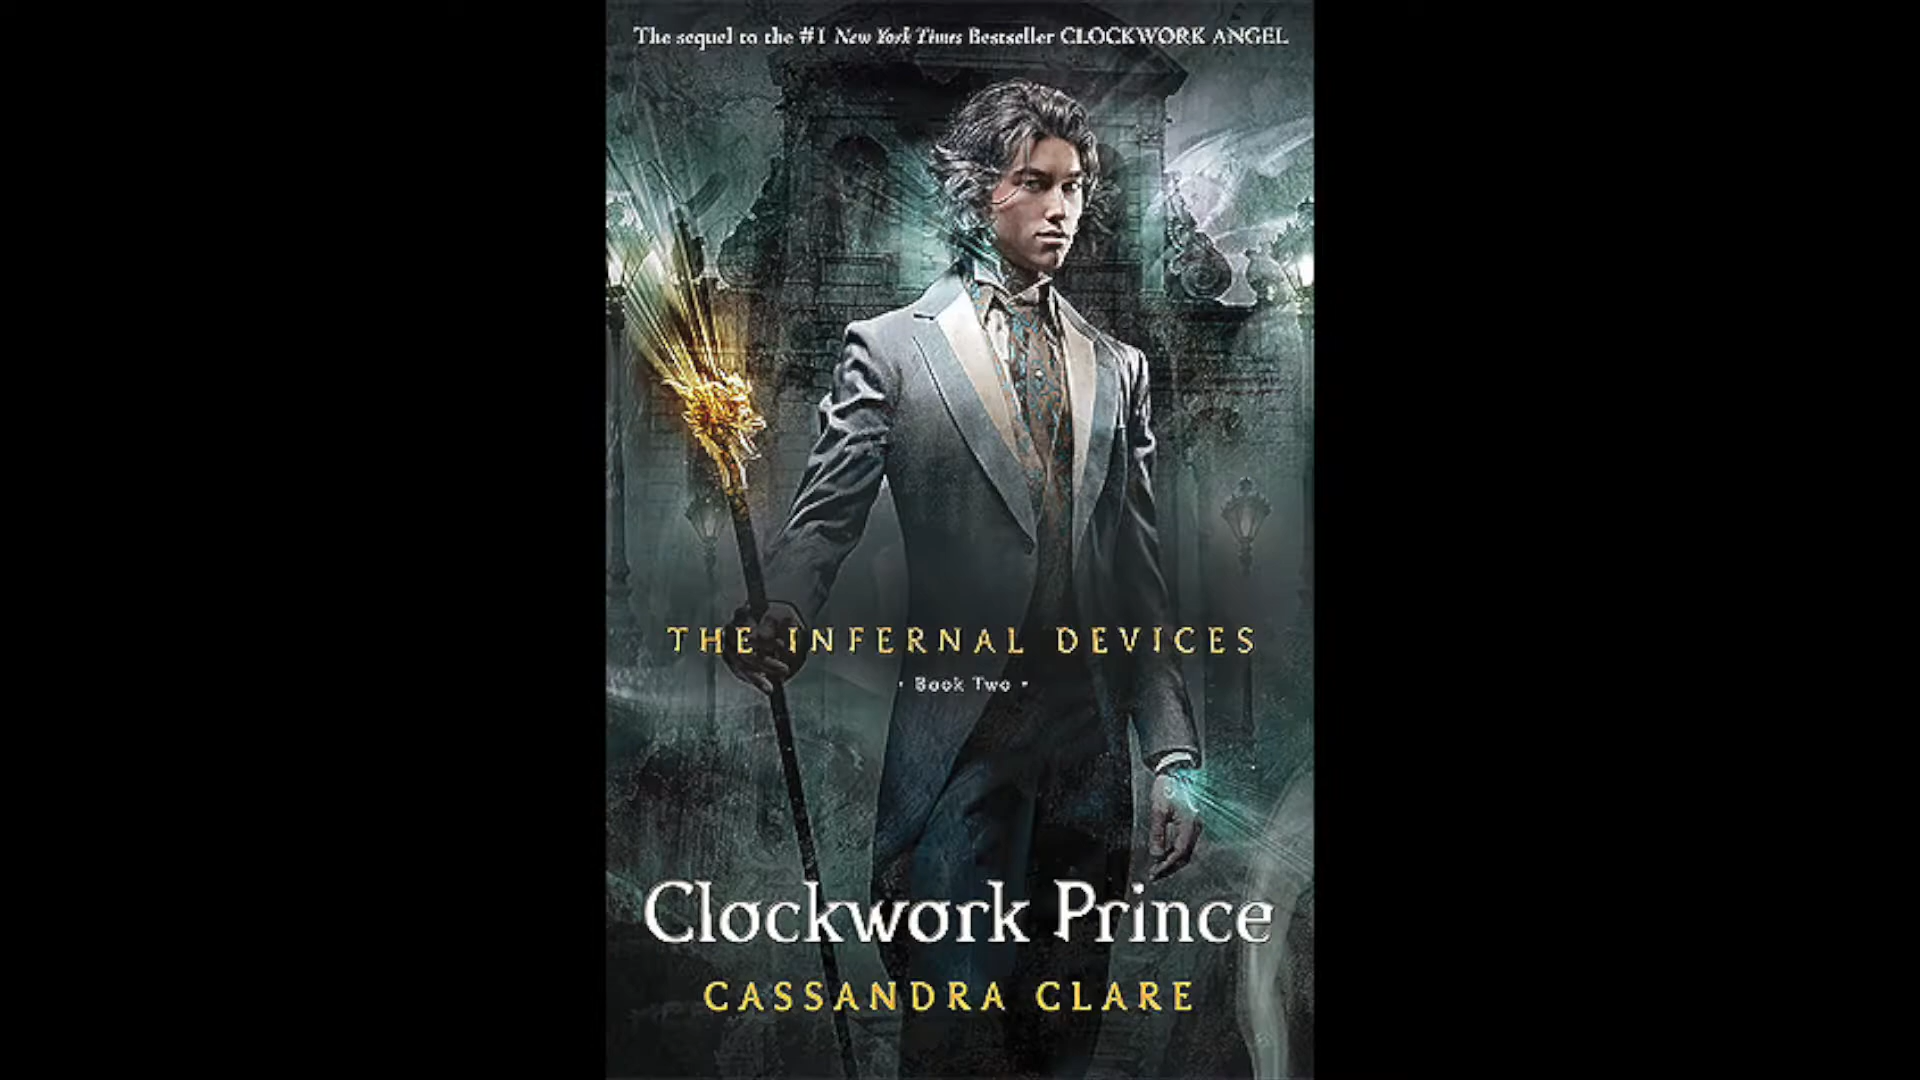 The sequel to the #1 New York Times Bestseller CLOCKWORK ANGEL
THE INFERNAL DEVICES
• Book Two •
Clockwork Prince
CASSANDRA CLARE